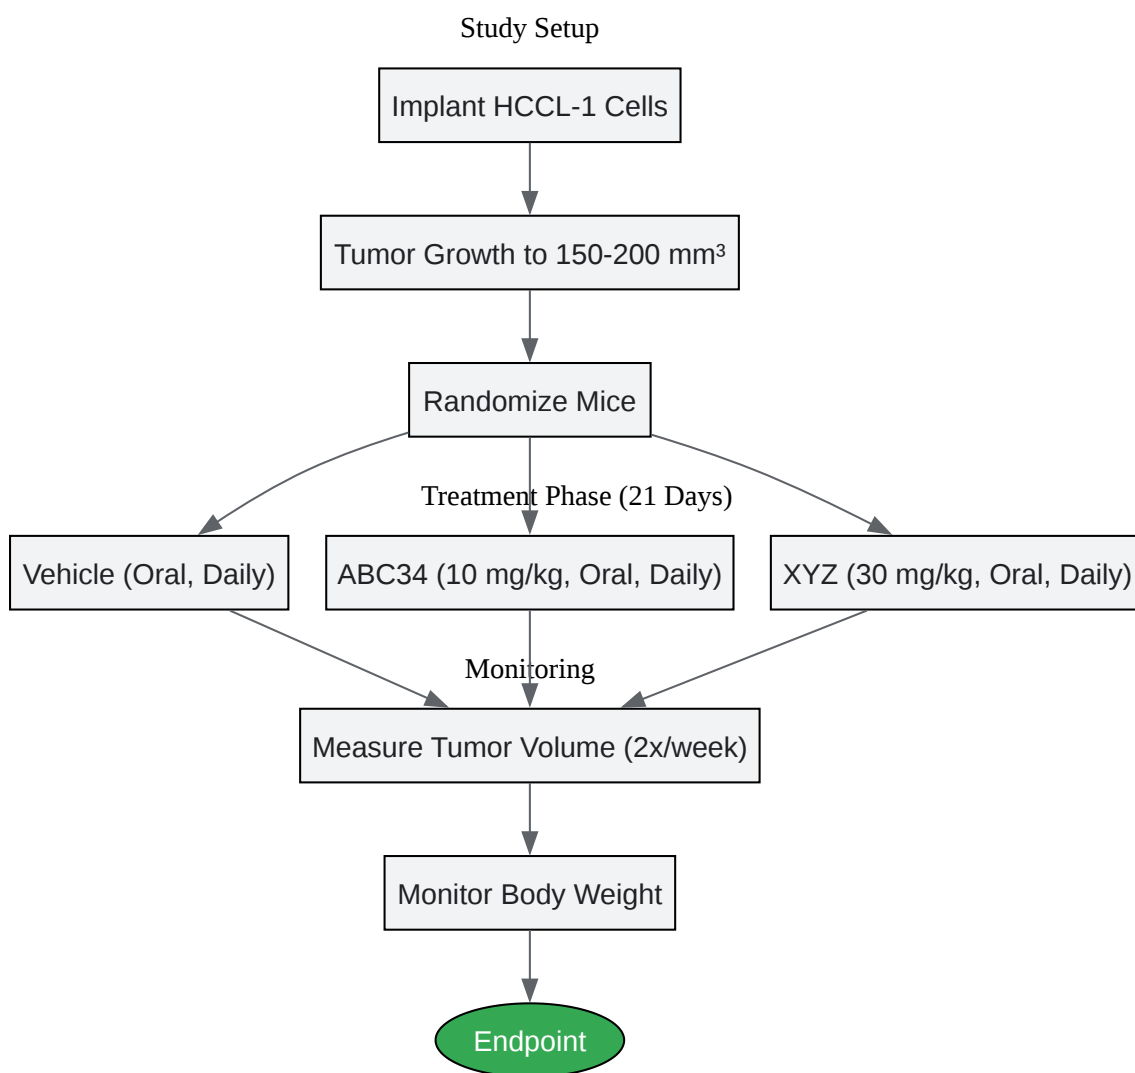 Study Setup
Implant HCCL-1 Cells
Tumor Growth to 150-200 mm³
Randomize Mice
Treatment Phase (21 Days)
Vehicle (Oral, Daily)
ABC34 (10 mg/kg, Oral, Daily)
XYZ (30 mg/kg, Oral, Daily)
Monitoring
Measure Tumor Volume (2x/week)
Monitor Body Weight
Endpoint